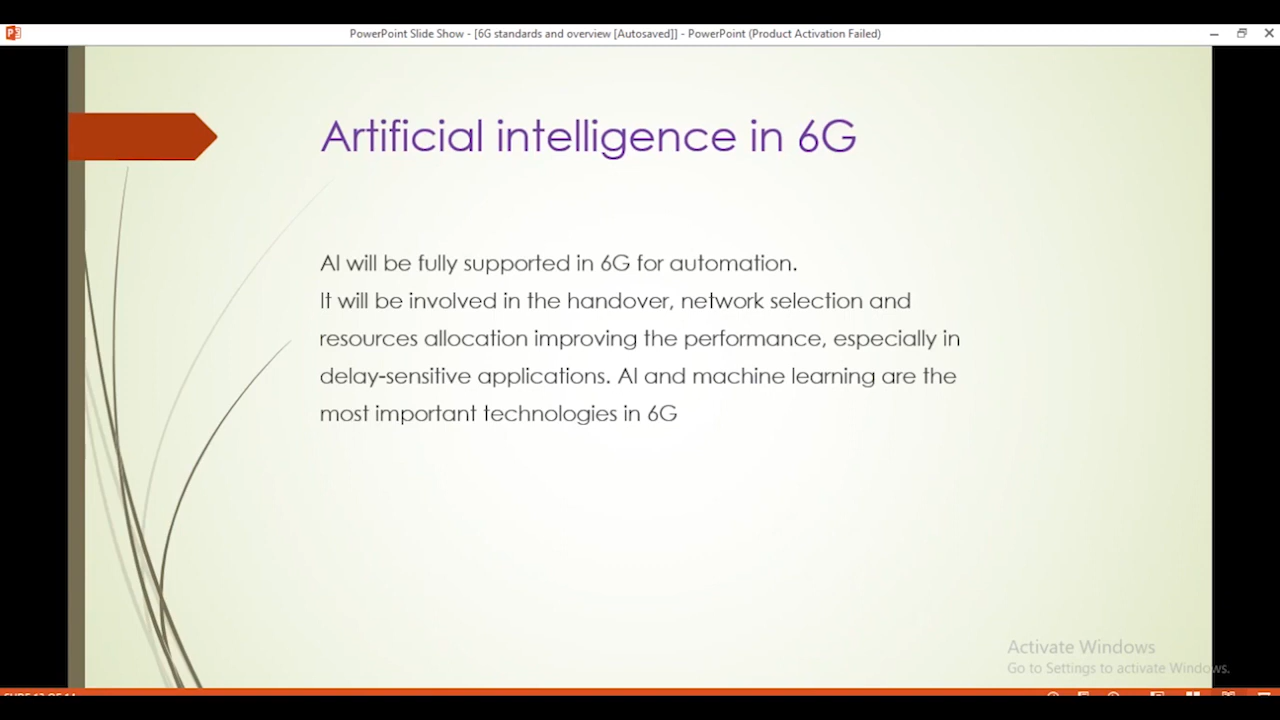 PowerPoint Slide Show - [6G standards and overview [Autosaved]] - PowerPoint (Product Activation Failed)
Artificial intelligence in 6G
AI will be fully supported in 6G for automation.
It will be involved in the handover, network selection and
resources allocation improving the performance, especially in
delay-sensitive applications. AI and machine learning are the
most important technologies in 6G
Activate Windows
Go to Settings to activate Windows.